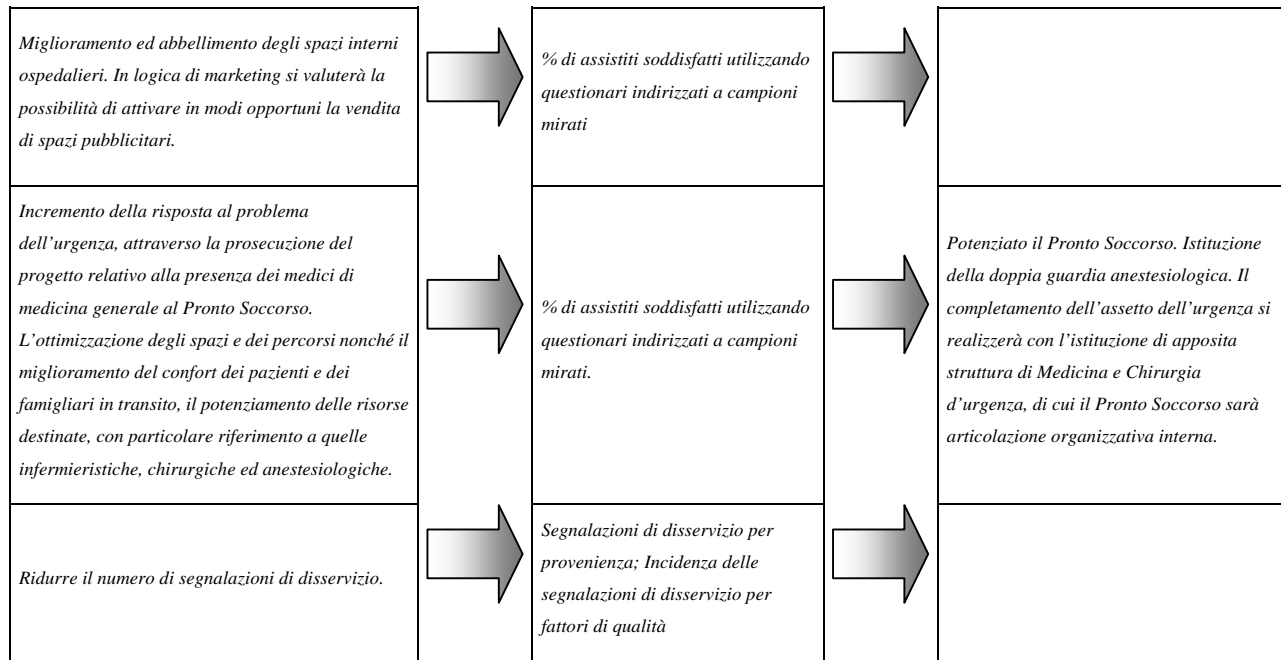 Miglioramento ed abbellimento degli spazi interni
ospedalieri. In logica di marketing si valuterà la
possibilità di attivare in modi opportuni la vendita
di spazi pubblicitari.
% di assistiti soddisfatti utilizzando
questionari indirizzati a campioni
mirati
Incremento della risposta al problema
dell’urgenza, attraverso la prosecuzione del
progetto relativo alla presenza dei medici di
medicina generale al Pronto Soccorso.
L’ottimizzazione degli spazi e dei percorsi nonché il
miglioramento del confort dei pazienti e dei
famigliari in transito, il potenziamento delle risorse
destinate, con particolare riferimento a quelle
infermieristiche, chirurgiche ed anestesiologiche.
% di assistiti soddisfatti utilizzando
questionari indirizzati a campioni
mirati.
Potenziato il Pronto Soccorso. Istituzione
della doppia guardia anestesiologica. Il
completamento dell’assetto dell’urgenza si
realizzerà con l’istituzione di apposita
struttura di Medicina e Chirurgia
d’urgenza, di cui il Pronto Soccorso sarà
articolazione organizzativa interna.
Ridurre il numero di segnalazioni di disservizio.
Segnalazioni di disservizio per
provenienza; Incidenza delle
segnalazioni di disservizio per
fattori di qualità